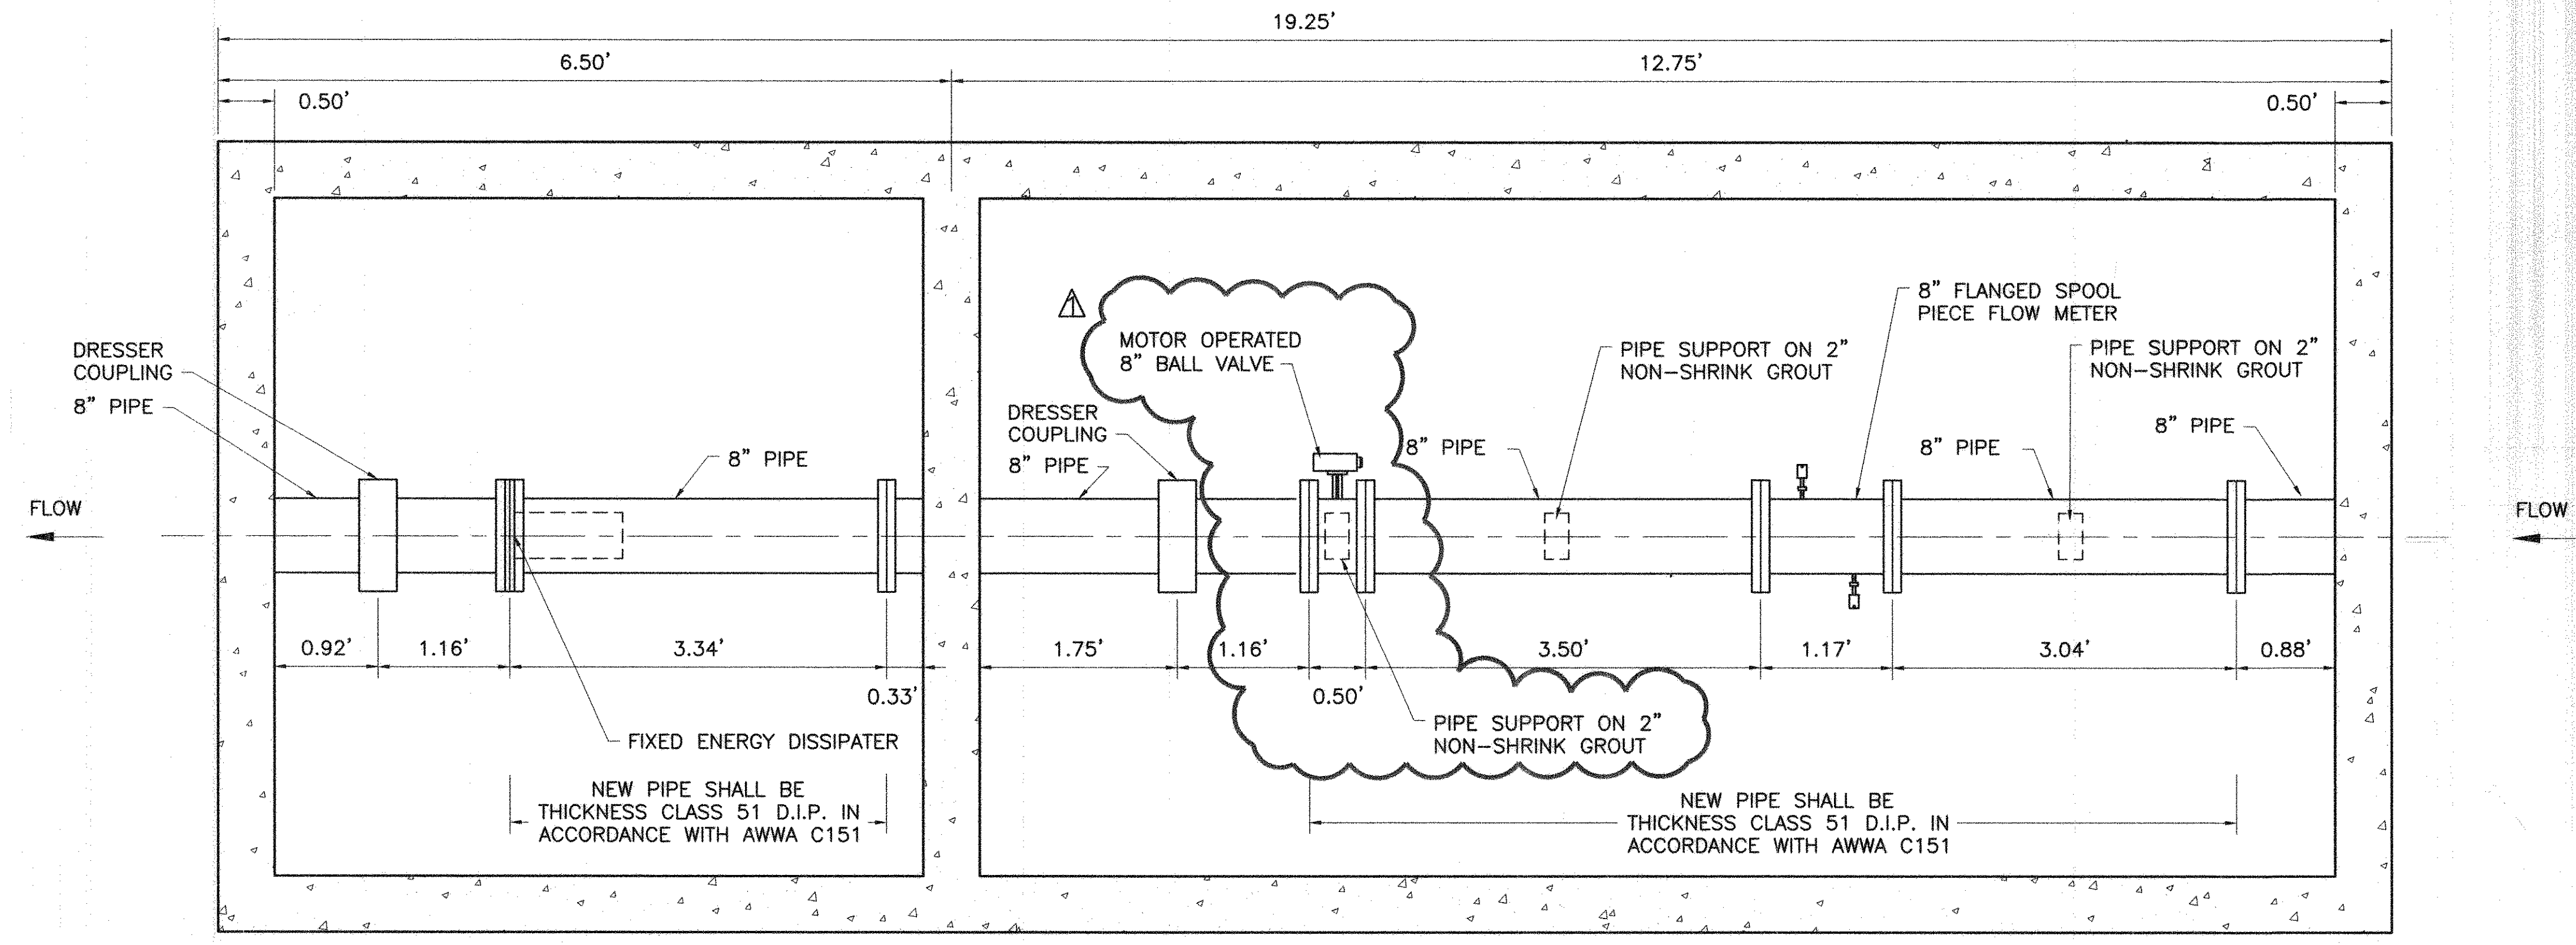 19.25’
6.50’
12.75’
0.50’
0.50’
1
MOTOR OPERATED
8” BALL VALVE
8” FLANGED SPOOL
PIECE FLOW METER
DRESSER
COUPLING
8” PIPE
PIPE SUPPORT ON 2”
NON-SHRINK GROUT
PIPE SUPPORT ON 2”
NON-SHRINK GROUT
DRESSER
COUPLING
8” PIPE
8” PIPE
8” PIPE
8” PIPE
8” PIPE
FLOW
FLOW
0.92’
1.16’
3.34’
0.33’
1.75’
1.16’
0.50’
3.50’
1.17’
3.04’
0.88’
FIXED ENERGY DISSIPATER
PIPE SUPPORT ON 2”
NON-SHRINK GROUT
NEW PIPE SHALL BE
THICKNESS CLASS 51 D.I.P. IN
ACCORDANCE WITH AWWA C151
NEW PIPE SHALL BE
THICKNESS CLASS 51 D.I.P. IN
ACCORDANCE WITH AWWA C151